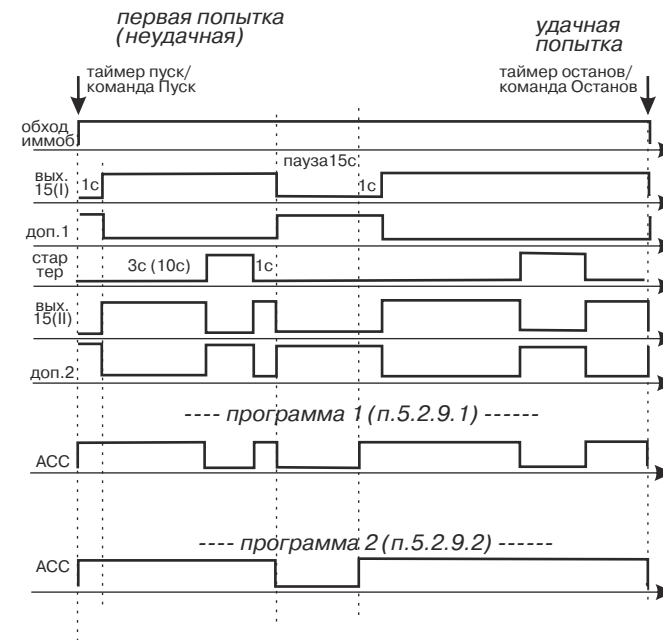 первая попытка
(неудачная)
удачная
попытка
таймер пуск/
команда Пуск
таймер останов/
команда Останов
обход
иммоб.
пауза15с
вых.
15(I)
1с
1с
доп.1
стар
тер
3с (10с)
1с
вых.
15(II)
доп.2
---- программа 1 (п.5.2.9.1) ------
АСС
---- программа 2 (п.5.2.9.2) ------
АСС